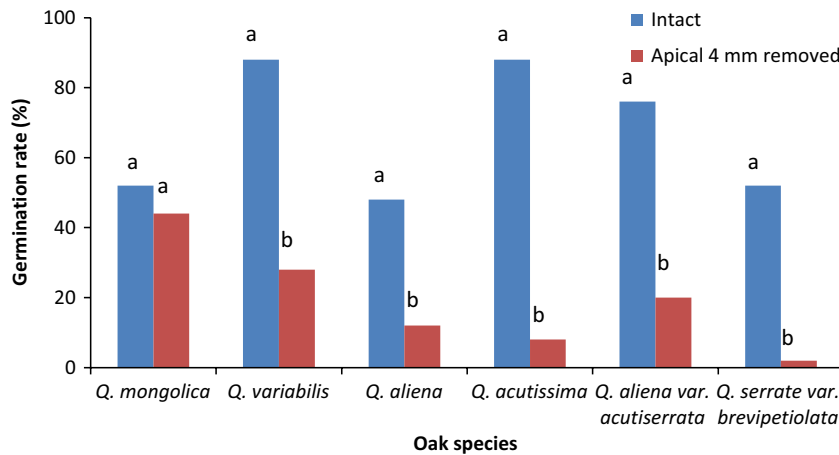 Germination rate (%)
100
80
60
40
20
0
Intact
Apical 4 mm removed
a
a
a
b
a
b
a
b
a
b
a
b
Q. mongolica
Q. variabilis
Q. aliena
Q. acutissima
Q. aliena var.
acutiserrata
Q. serrate var.
brevipetiolata
Oak species